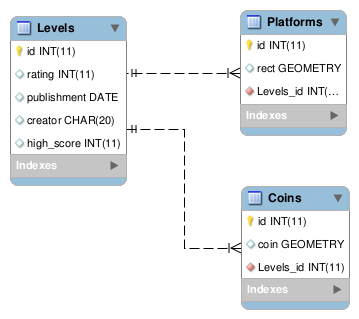 Levels
id INT(11)
rating INT(11)
publishment DATE
creator CHAR(20)
high_score INT(11)
Indexes
Platforms
id INT(11)
rect GEOMETRY
Levels_id INT(...
Indexes
Coins
id INT(11)
coin GEOMETRY
Levels_id INT(11)
Indexes